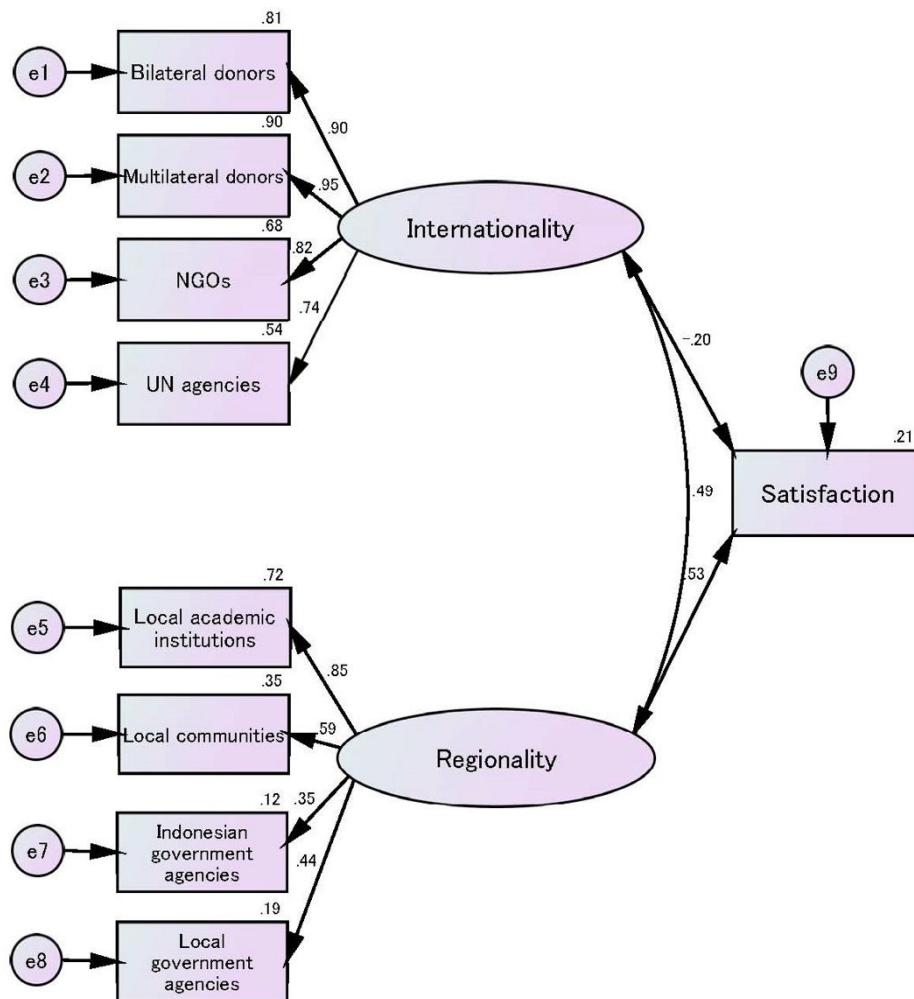 .81
e1
Bilateral donors
.90
.90
e2
Multilateral donors
.95
.68
.82
e3
NGOs
.74
.54
e4
UN agencies
Internationality
-.20
e9
.21
Satisfaction
.49
.53
.72
e5
Local academic
institutions
.85
.35
e6
Local communities
.59
Regionality
.12
.35
e7
Indonesian
government
agencies
.44
.19
e8
Local
government
agencies